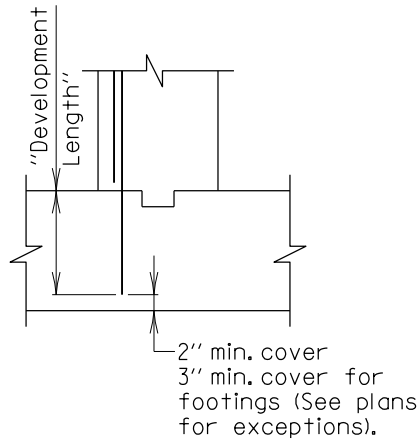 "Development
Length"
2" min. cover
3" min. cover for
footings (See plans
for exceptions).